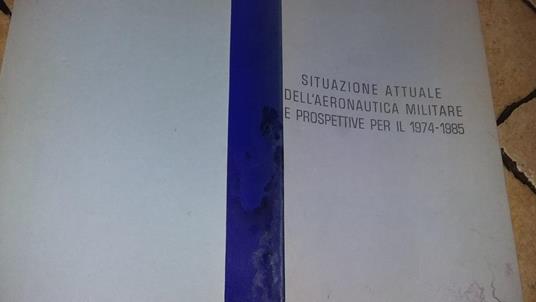 SITUAZIONE ATTUALE
DELL'AERONAUTICA MILITARE
E PROSPETTIVE PER IL 1974-1985